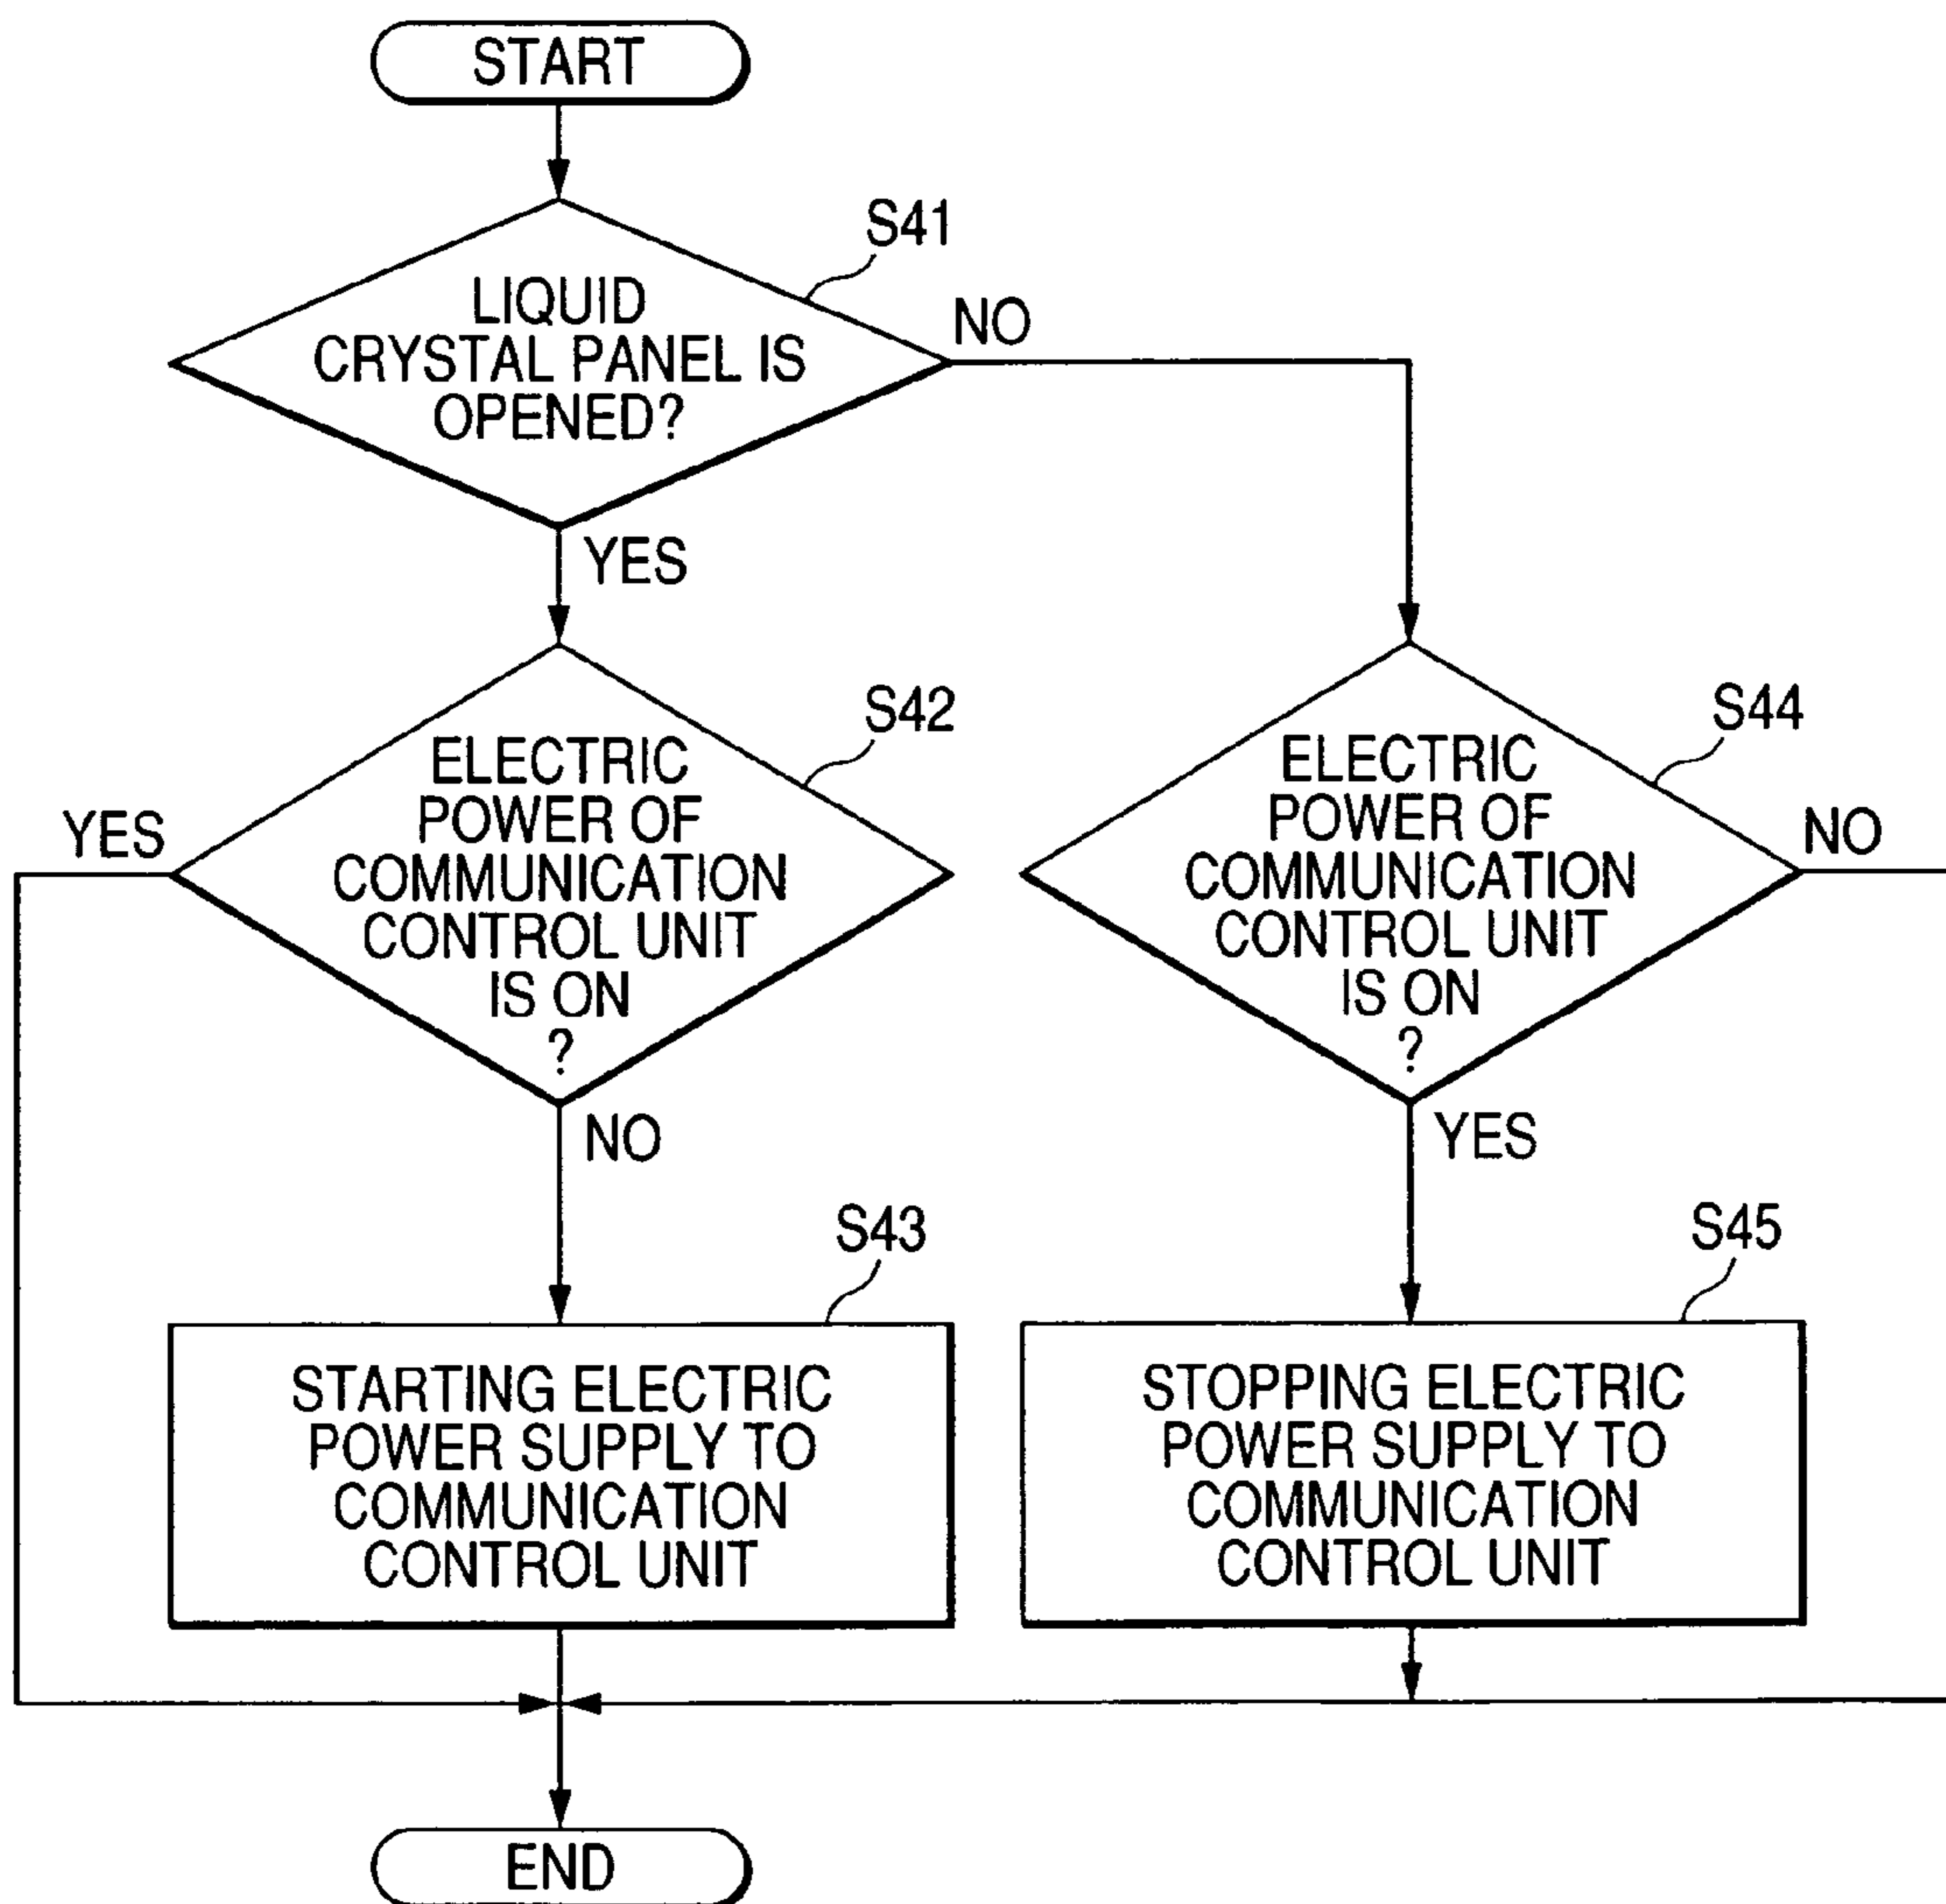 START
S41
LIQUID
CRYSTAL PANEL IS
OPENED?
NO
YES
S42
ELECTRIC
POWER OF
COMMUNICATION
CONTROL UNIT
IS ON
?
YES
NO
S44
ELECTRIC
POWER OF
COMMUNICATION
CONTROL UNIT
IS ON
?
NO
YES
S43
STARTING ELECTRIC
POWER SUPPLY TO
COMMUNICATION
CONTROL UNIT
S45
STOPPING ELECTRIC
POWER SUPPLY TO
COMMUNICATION
CONTROL UNIT
END